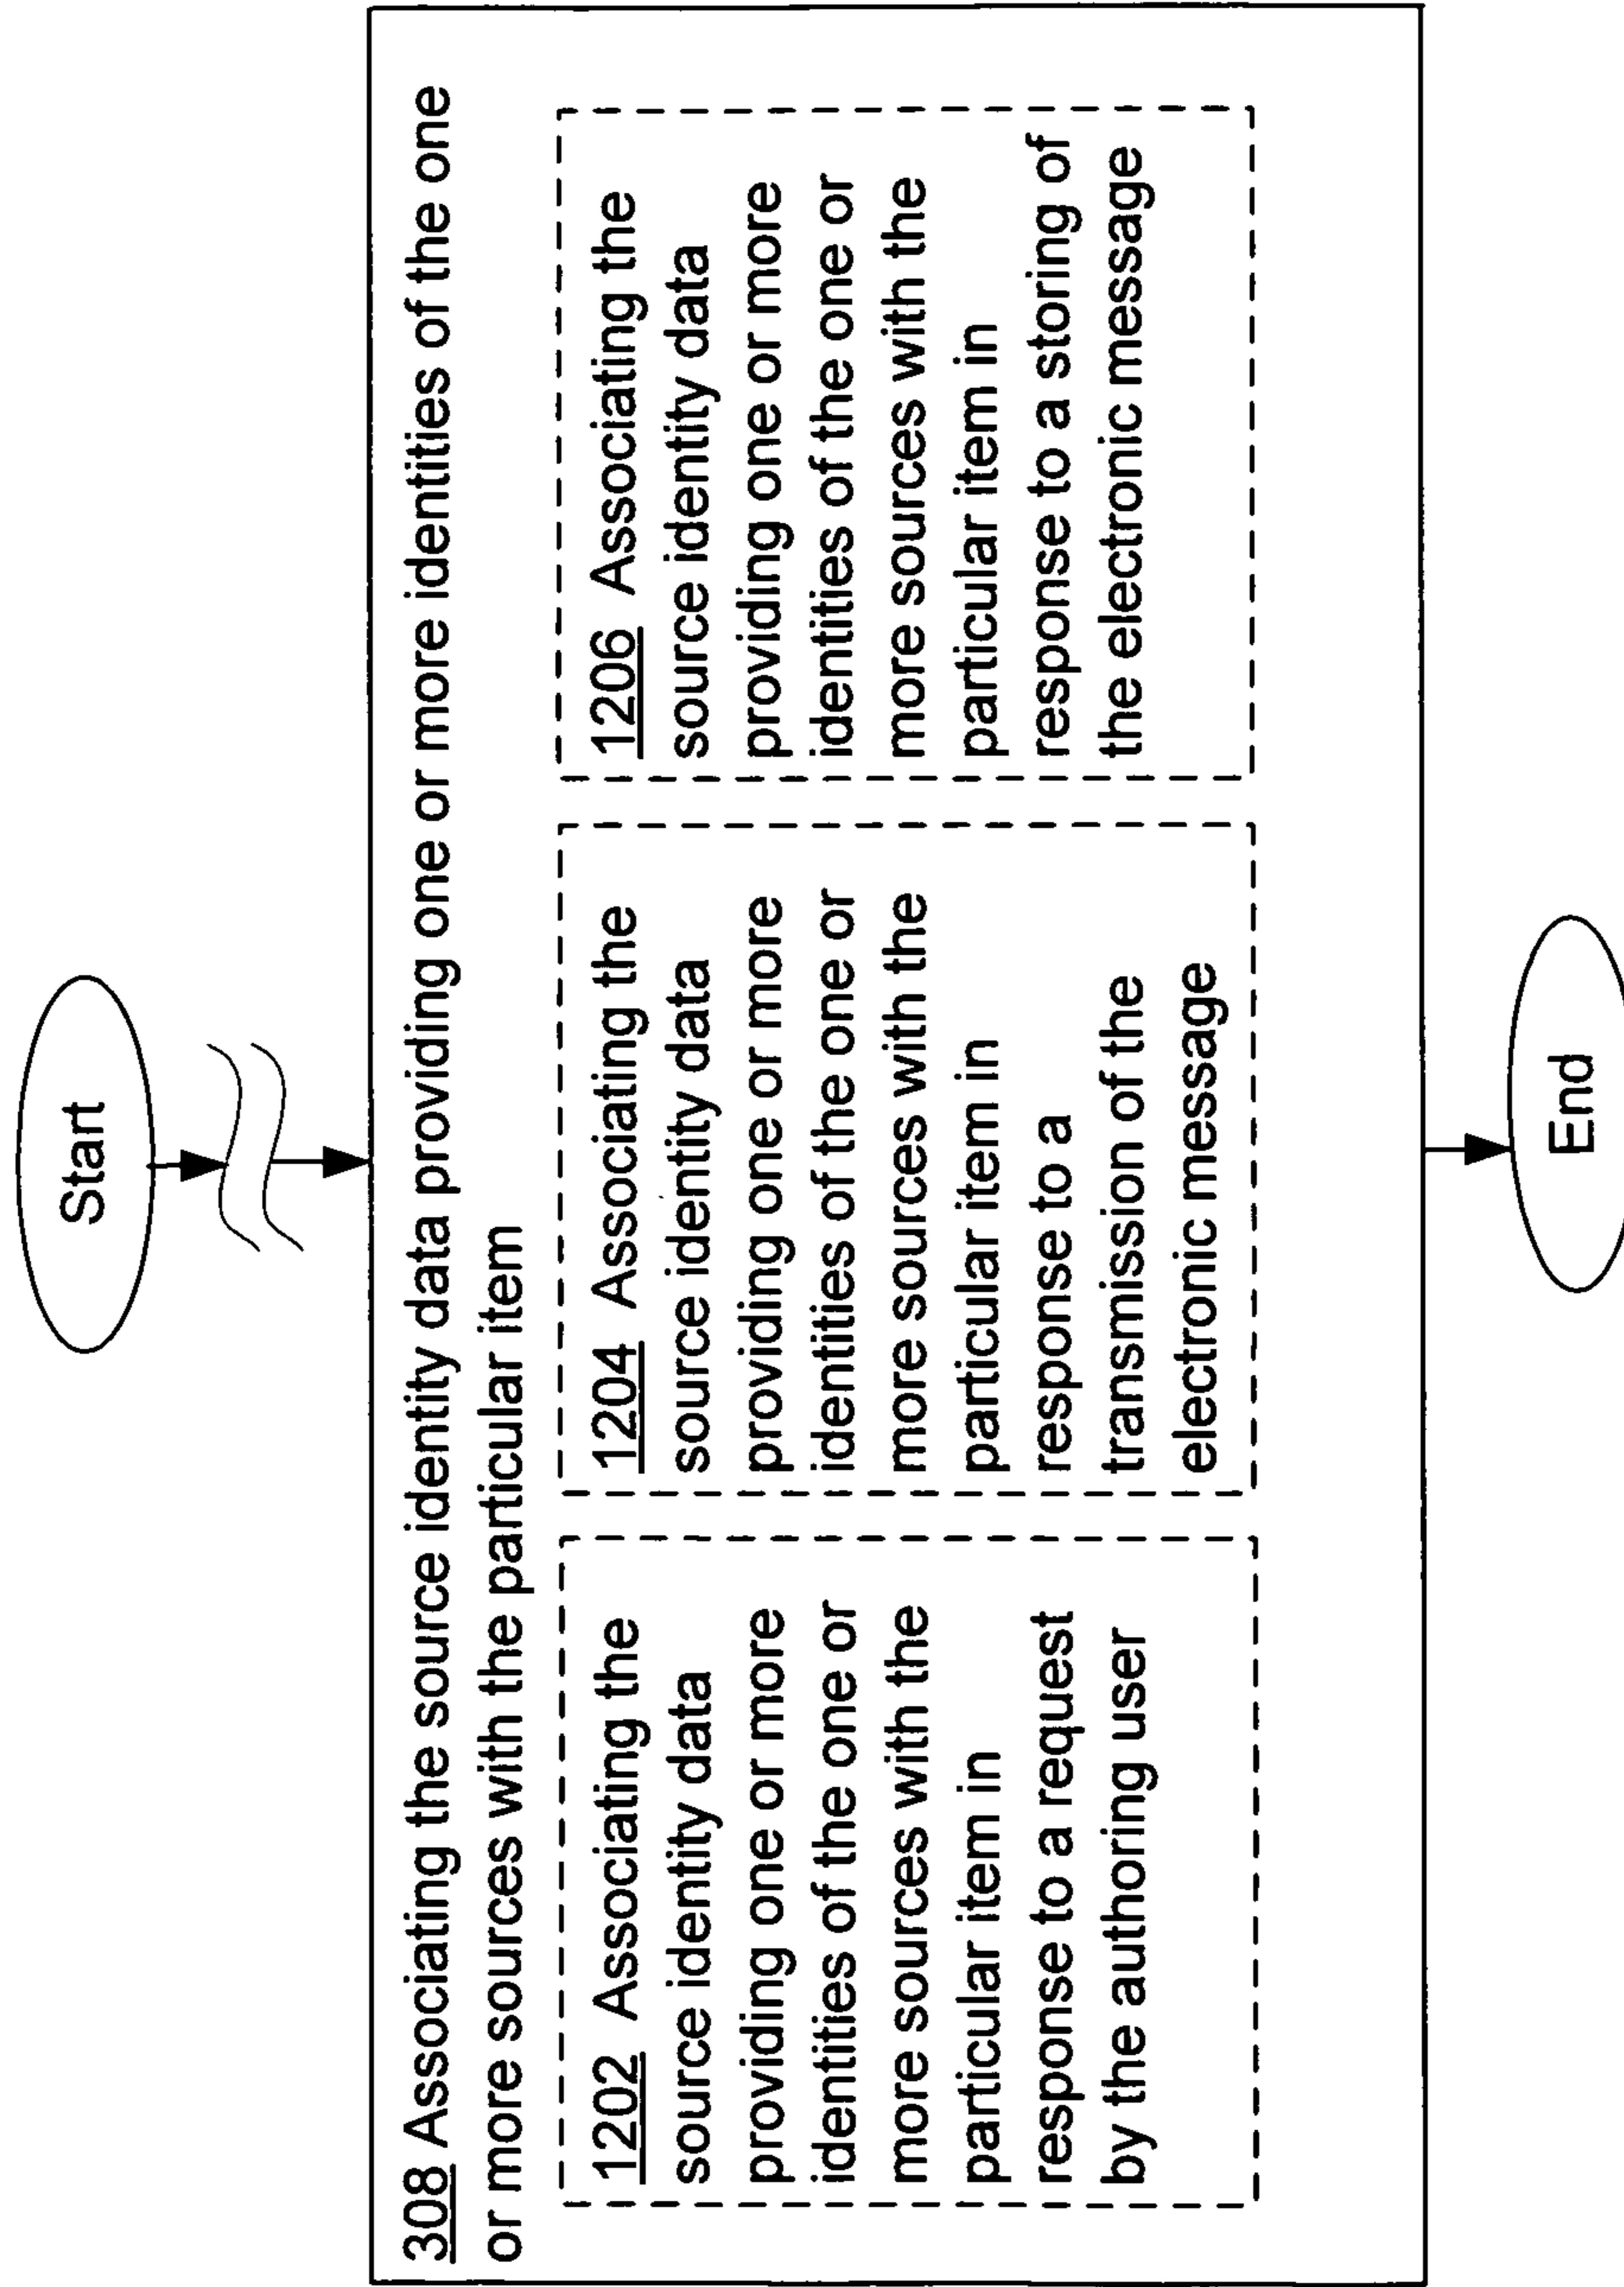 Start
308 Associating the source identity data providing one or more identities of the one
or more sources with the particular item
1202 Associating the
source identity data
providing one or more
identities of the one or
more sources with the
particular item in
response to a request
by the authoring user
1204 Associating the
source identity data
providing one or more
identities of the one or
more sources with the
particular item in
response to a
transmission of the
electronic message
1206 Associating the
source identity data
providing one or more
identities of the one or
more sources with the
particular item in
response to a storing of
the electronic message
End